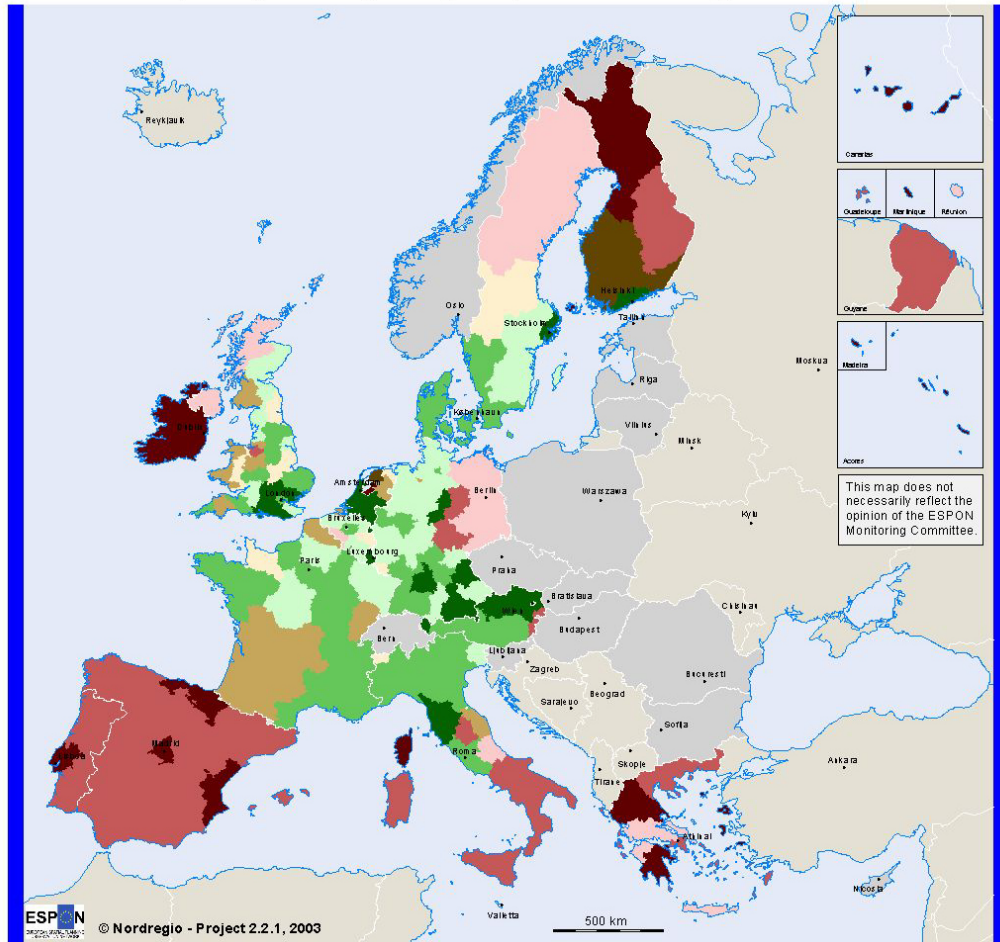 Reykjavik
Canarias
Guadeloupe
Martinique
Réunion
Guyane
Madeira
Acores
This map does not
necessarily reflect the
opinion of the ESPON
Monitoring Committee.
Oslo
Helsinki
Stockholm
Tallinn
Moskva
Riga
København
Vilnius
Minsk
Dublin
Amsterdam
Berlin
London
Warszawa
Bruxelles
Kyiv
Luxembourg
Paris
Praha
Wien
Bratislava
Chisinau
Bern
Budapest
Ljubljana
Zagreb
Bucuresti
Beograd
Sarajevo
Sofija
Roma
Skopje
Madrid
Tirane
Ankara
Athinai
Nicosia
Valletta
ESPON
© Nordregio - Project 2.2.1, 2003
500 km